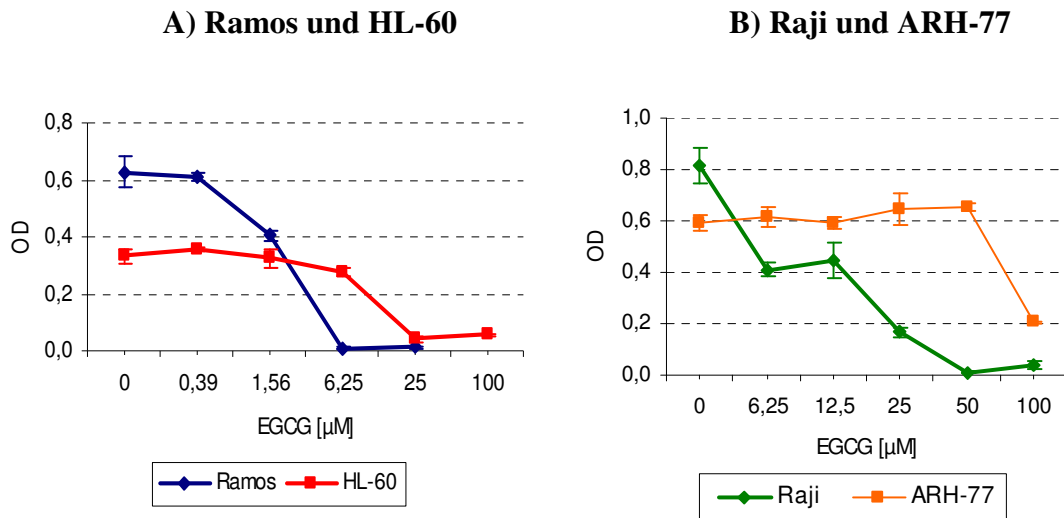 A) Ramos und HL-60
0,8
0,6
0,4
0,2
0,0
OD
0 0,39 1,56 6,25 25 100
EGCG [µM]
Ramos HL-60
B) Raji und ARH-77
1,0
0,8
0,6
0,4
0,2
0,0
OD
0 6,25 12,5 25 50 100
EGCG [µM]
Raji ARH-77